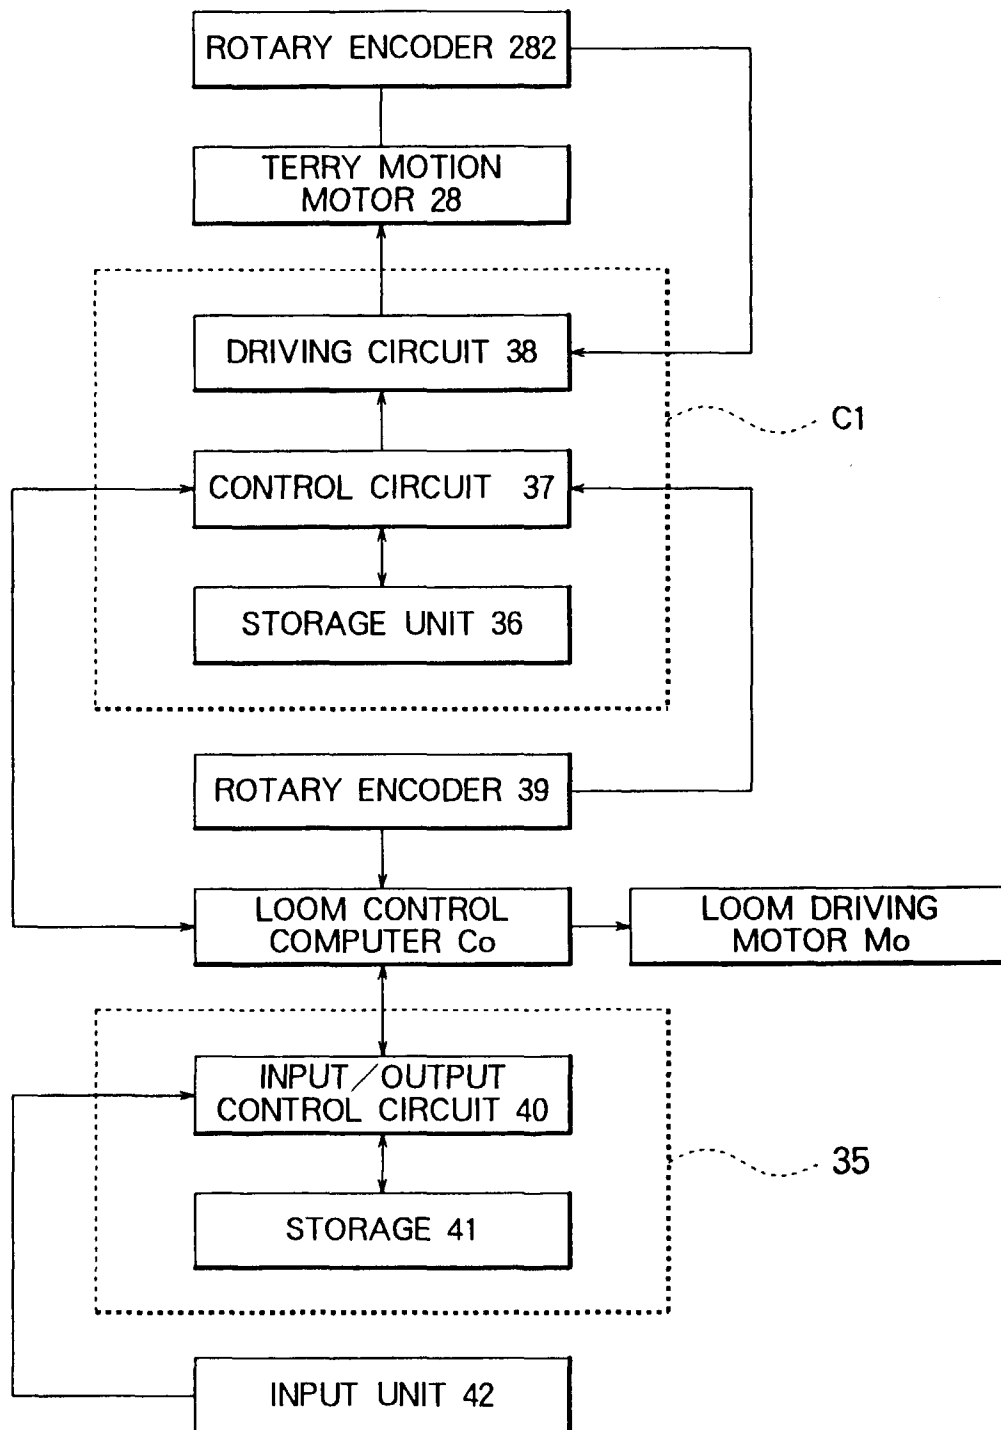 ROTARY ENCODER 282
TERRY MOTION
MOTOR 28
DRIVING CIRCUIT 38
C1
CONTROL CIRCUIT 37
STORAGE UNIT 36
ROTARY ENCODER 39
LOOM CONTROL
COMPUTER Co
LOOM DRIVING
MOTOR Mo
INPUT/OUTPUT
CONTROL CIRCUIT 40
35
STORAGE 41
INPUT UNIT 42